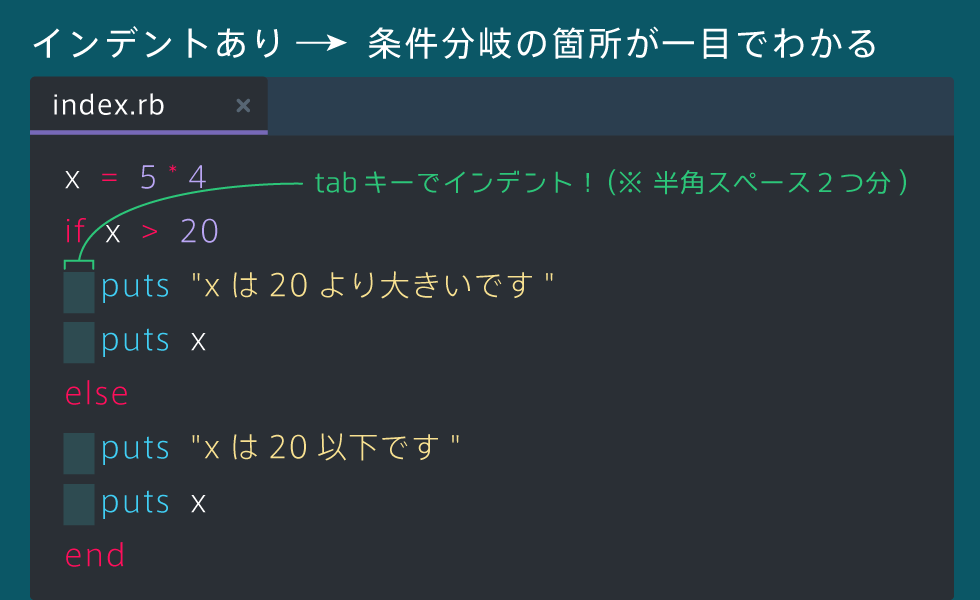 インデントあり → 条件分岐の箇所が一目でわかる
index.rb ×
x = 5 * 4
tab キーでインデント！(※ 半角スペース２つ分 )
if x > 20
puts "x は 20 より大きいです "
puts x
else
puts "x は 20 以下です "
puts x
end